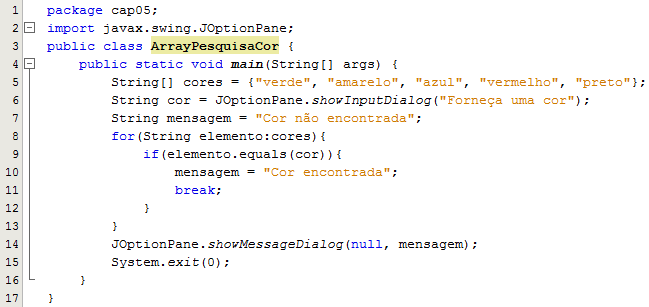 1 package cap05;
2 import javax.swing.JOptionPane;
3 public class ArrayPesquisaCor {
4     public static void main(String[] args) {
5         String[] cores = {"verde", "amarelo", "azul", "vermelho", "preto"};
6         String cor = JOptionPane.showInputDialog("Forneça uma cor");
7         String mensagem = "Cor não encontrada";
8         for(String elemento:cores){
9             if(elemento.equals(cor)){
10                 mensagem = "Cor encontrada";
11                 break;
12             }
13         }
14         JOptionPane.showMessageDialog(null, mensagem);
15         System.exit(0);
16     }
17 }